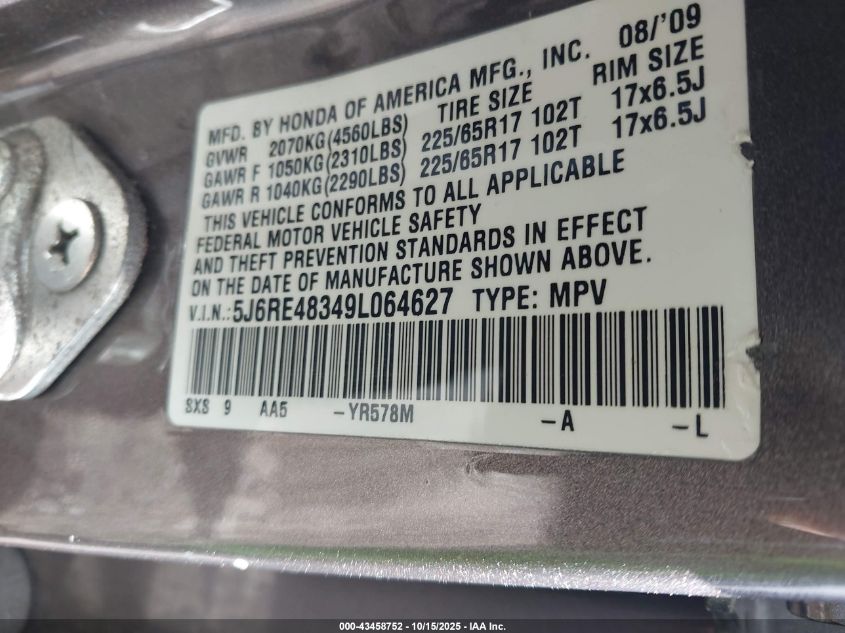 MFD. BY HONDA OF AMERICA MFG., INC. 08/'09
GVWR 2070KG(4560LBS) TIRE SIZE RIM SIZE
GAWR F 1050KG(2310LBS) 225/65R17 102T 17x6.5J
GAWR R 1040KG(2290LBS) 225/65R17 102T 17x6.5J
THIS VEHICLE CONFORMS TO ALL APPLICABLE
FEDERAL MOTOR VEHICLE SAFETY
AND THEFT PREVENTION STANDARDS IN EFFECT
ON THE DATE OF MANUFACTURE SHOWN ABOVE.
V.I.N.:5J6RE48349L064627 TYPE: MPV
SXS 9 AA5 -YR578M -A -L
000-43458752 - 10/15/2025 - IAA Inc.